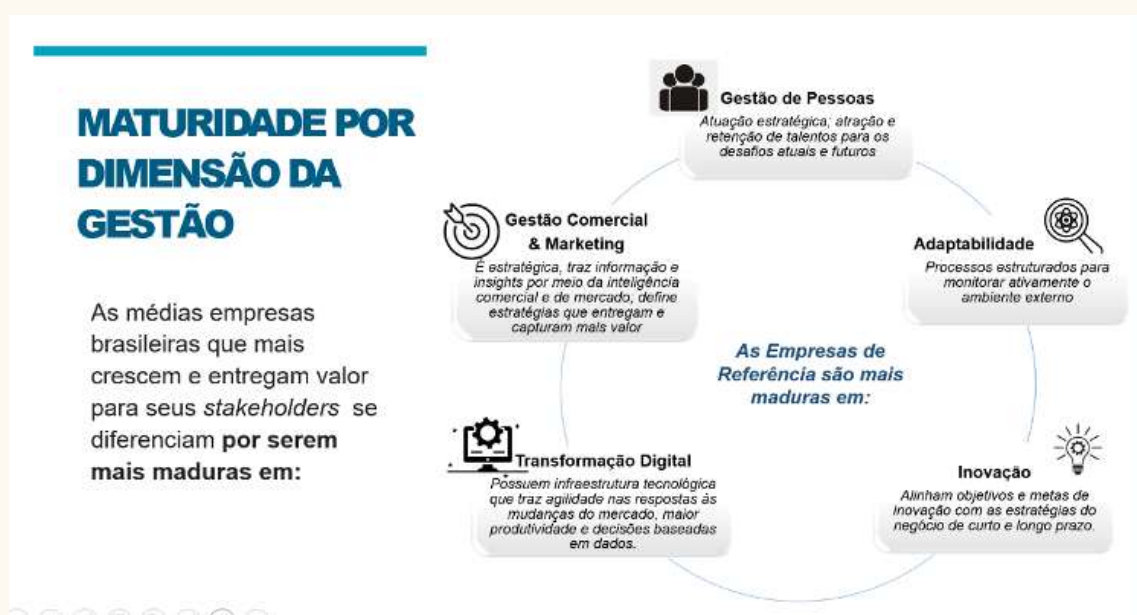 MATURIDADE POR
DIMENSÃO DA
GESTÃO
As médias empresas
brasileiras que mais
crescem e entregam valor
para seus stakeholders se
diferenciam por serem
mais maduras em:
Gestão de Pessoas
Atuação estratégica, atração e
retenção de talentos para os
desafios atuais e futuros
Gestão Comercial
& Marketing
É estratégica, traz informação e
insights por meio da inteligência
comercial e de mercado, define
estratégias que entregam e
capturam mais valor
Adaptabilidade
Processos estruturados para
monitorar ativamente o
ambiente externo
As Empresas de
Referência são mais
maduras em:
Transformação Digital
Possuem infraestrutura tecnológica
que traz agilidade nas respostas às
mudanças do mercado, maior
produtividade e decisões baseadas
em dados.
Inovação
Alinham objetivos e metas de
Inovação com as estratégias do
negócio de curto e longo prazo.